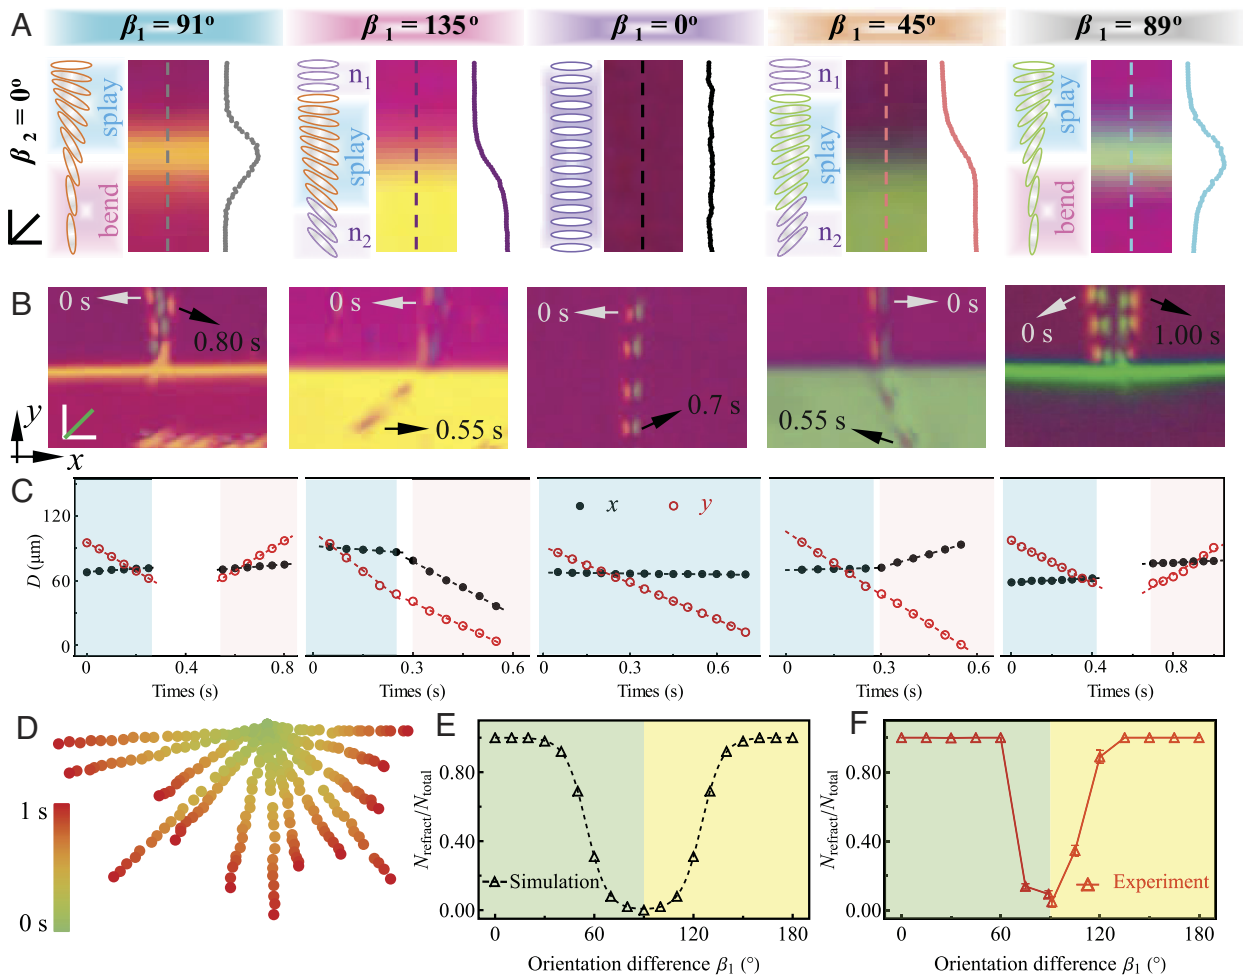 A
β1 = 91°
β1 = 135°
β1 = 0°
β1 = 45°
β1 = 89°
β2 = 0°
splay
bend
n1
splay
n2
n1
splay
n2
splay
bend
B
0 s
0.80 s
0 s
0.55 s
0 s
0.7 s
0 s
0.55 s
0 s
1.00 s
y
x
C
D (μm)
120
60
0
x
y
0 0.4 0.8
0 0.3 0.6
0 0.3 0.6
0 0.3 0.6
0 0.4 0.8
Times (s)
Times (s)
Times (s)
Times (s)
Times (s)
D
1 s
0 s
E
Nrefract/Ntotal
0.80
0.40
0.00
Simulation
0 60 120 180
Orientation difference β1 (°)
F
Nrefract/Ntotal
0.80
0.40
0.00
Experiment
0 60 120 180
Orientation difference β1 (°)